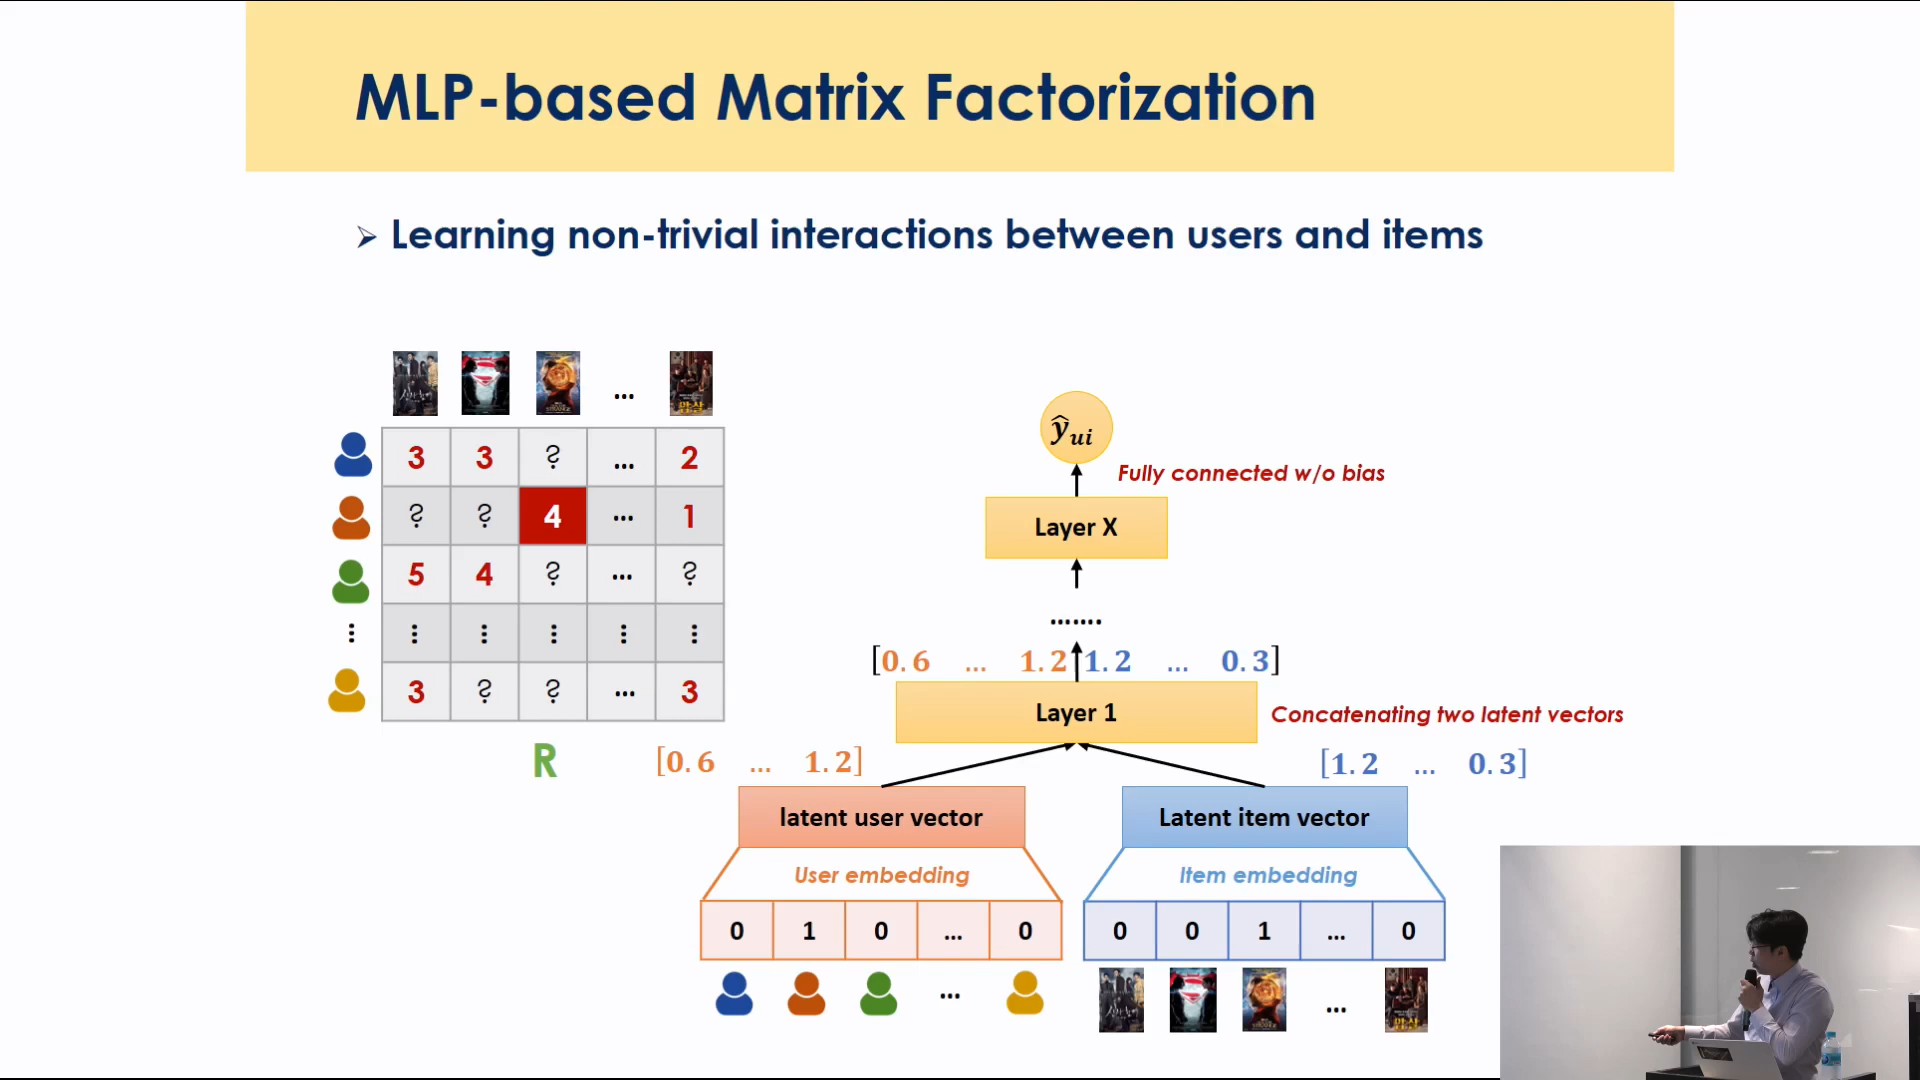 MLP-based Matrix Factorization
➢ Learning non-trivial interactions between users and items
...
3 3 ? ... 2
? ? 4 ... 1
5 4 ? ... ?
⋮ ⋮ ⋮ ⋮ ⋮ ⋮
3 ? ? ... 3
R
ŷui
Fully connected w/o bias
Layer X
.......
[0.6 ... 1.2 1.2 ... 0.3]
Layer 1
Concatenating two latent vectors
[0.6 ... 1.2]
[1.2 ... 0.3]
latent user vector
Latent item vector
User embedding
Item embedding
0 1 0 ... 0
0 0 1 ... 0
...
...